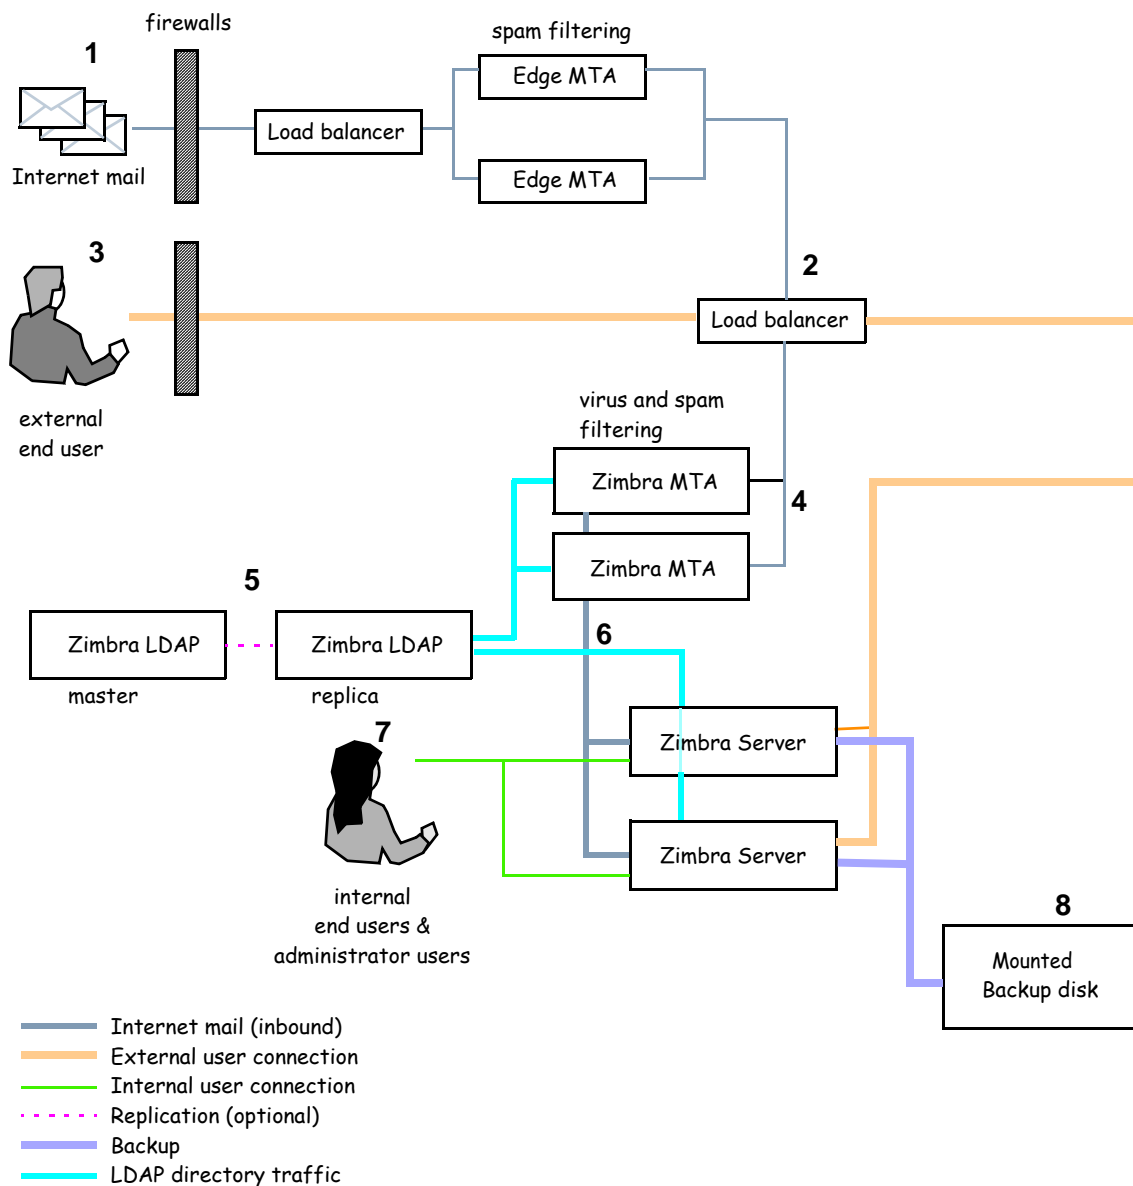 firewalls
spam filtering
1
Edge MTA
Load balancer
Internet mail
Edge MTA
3
2
Load balancer
external
end user
virus and spam
filtering
Zimbra MTA
4
Zimbra MTA
5
6
Zimbra LDAP
Zimbra LDAP
master
replica
7
Zimbra Server
Zimbra Server
internal
end users &
administrator users
8
Mounted
Backup disk
Internet mail (inbound)
External user connection
Internal user connection
Replication (optional)
Backup
LDAP directory traffic